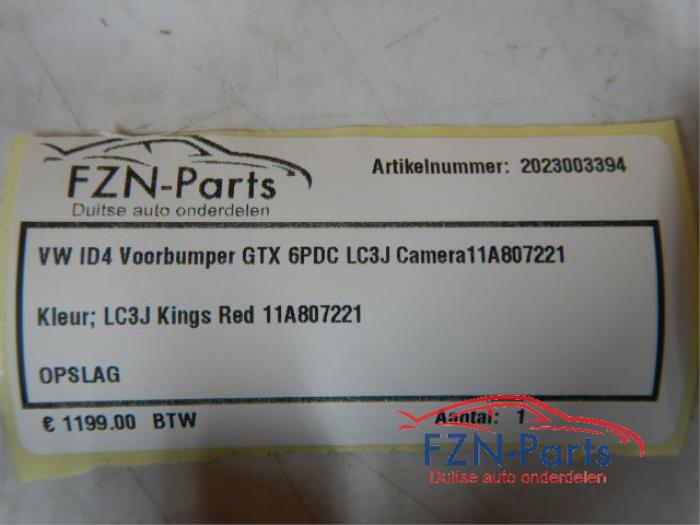 FZN-Parts
Duitse auto onderdelen
Artikelnummer: 2023003394
VW ID4 Voorbumper GTX 6PDC LC3J Camera11A807221
Kleur; LC3J Kings Red 11A807221
OPSLAG
€ 1199.00 BTW
Aantal: 1
FZN-Parts
Duitse auto onderdelen